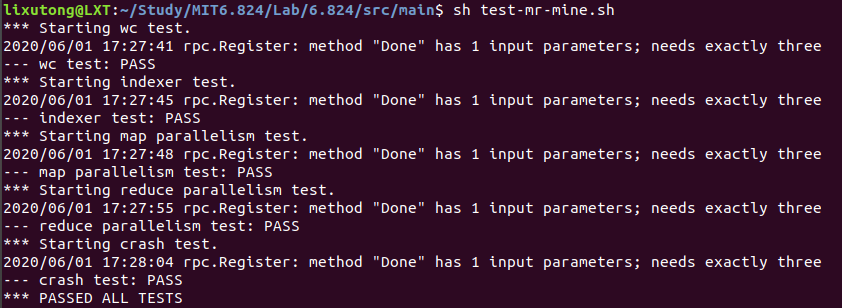 lixutong@LXT:~/Study/MIT6.824/Lab/6.824/src/main$ sh test-mr-mine.sh
*** Starting wc test.
2020/06/01 17:27:41 rpc.Register: method "Done" has 1 input parameters; needs exactly three
--- wc test: PASS
*** Starting indexer test.
2020/06/01 17:27:45 rpc.Register: method "Done" has 1 input parameters; needs exactly three
--- indexer test: PASS
*** Starting map parallelism test.
2020/06/01 17:27:48 rpc.Register: method "Done" has 1 input parameters; needs exactly three
--- map parallelism test: PASS
*** Starting reduce parallelism test.
2020/06/01 17:27:55 rpc.Register: method "Done" has 1 input parameters; needs exactly three
--- reduce parallelism test: PASS
*** Starting crash test.
2020/06/01 17:28:04 rpc.Register: method "Done" has 1 input parameters; needs exactly three
--- crash test: PASS
*** PASSED ALL TESTS